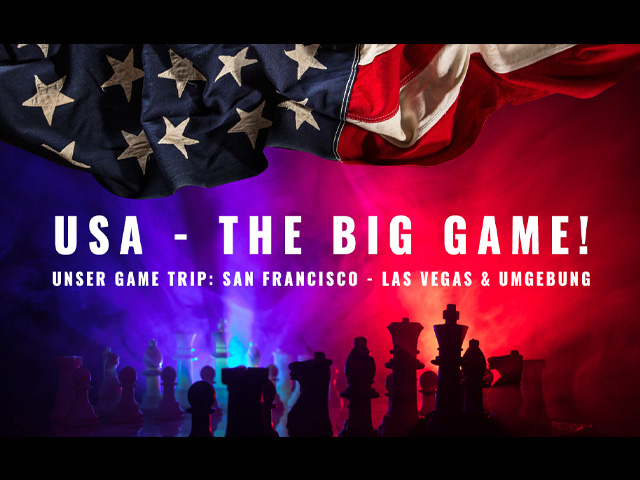 USA - THE BIG GAME!
UNSER GAME TRIP: SAN FRANCISCO - LAS VEGAS & UMGEBUNG